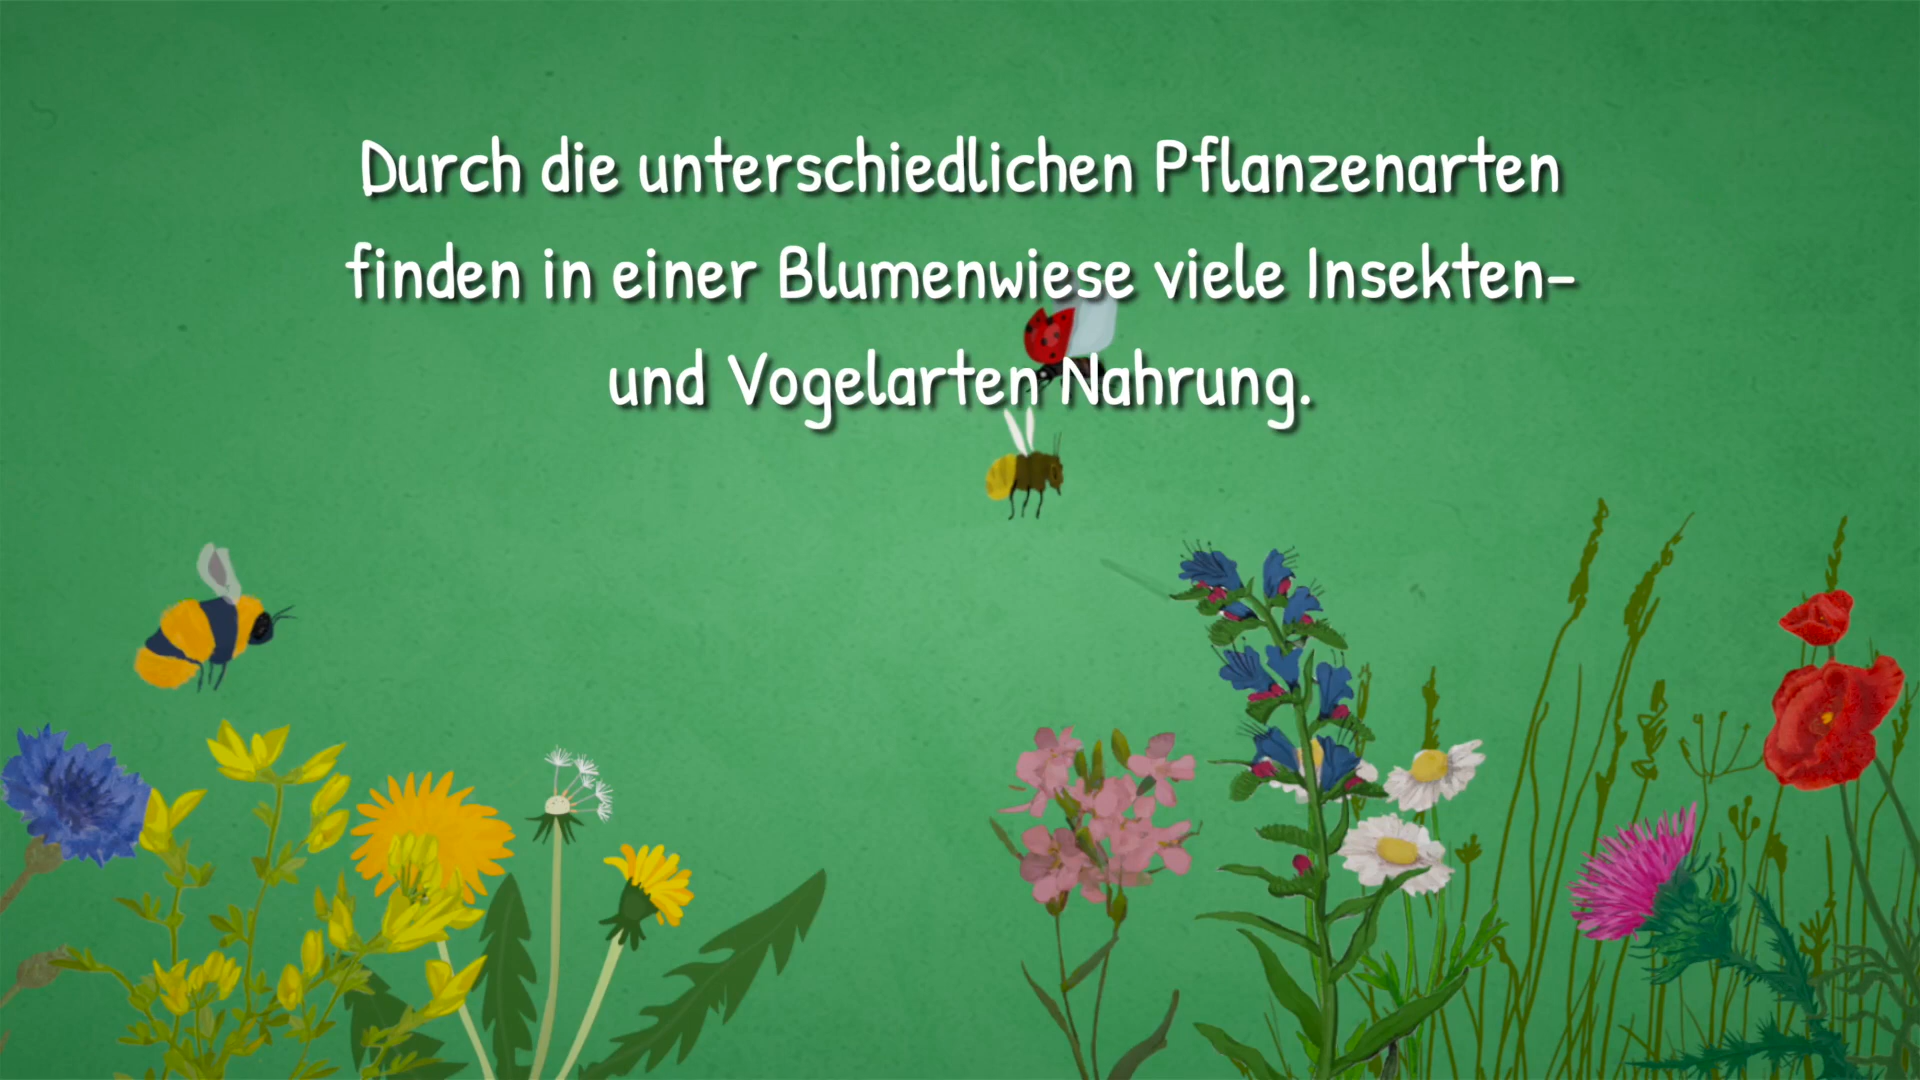 Durch die unterschiedlichen Pflanzenarten
finden in einer Blumenwiese viele Insekten-
und Vogelarten Nahrung.